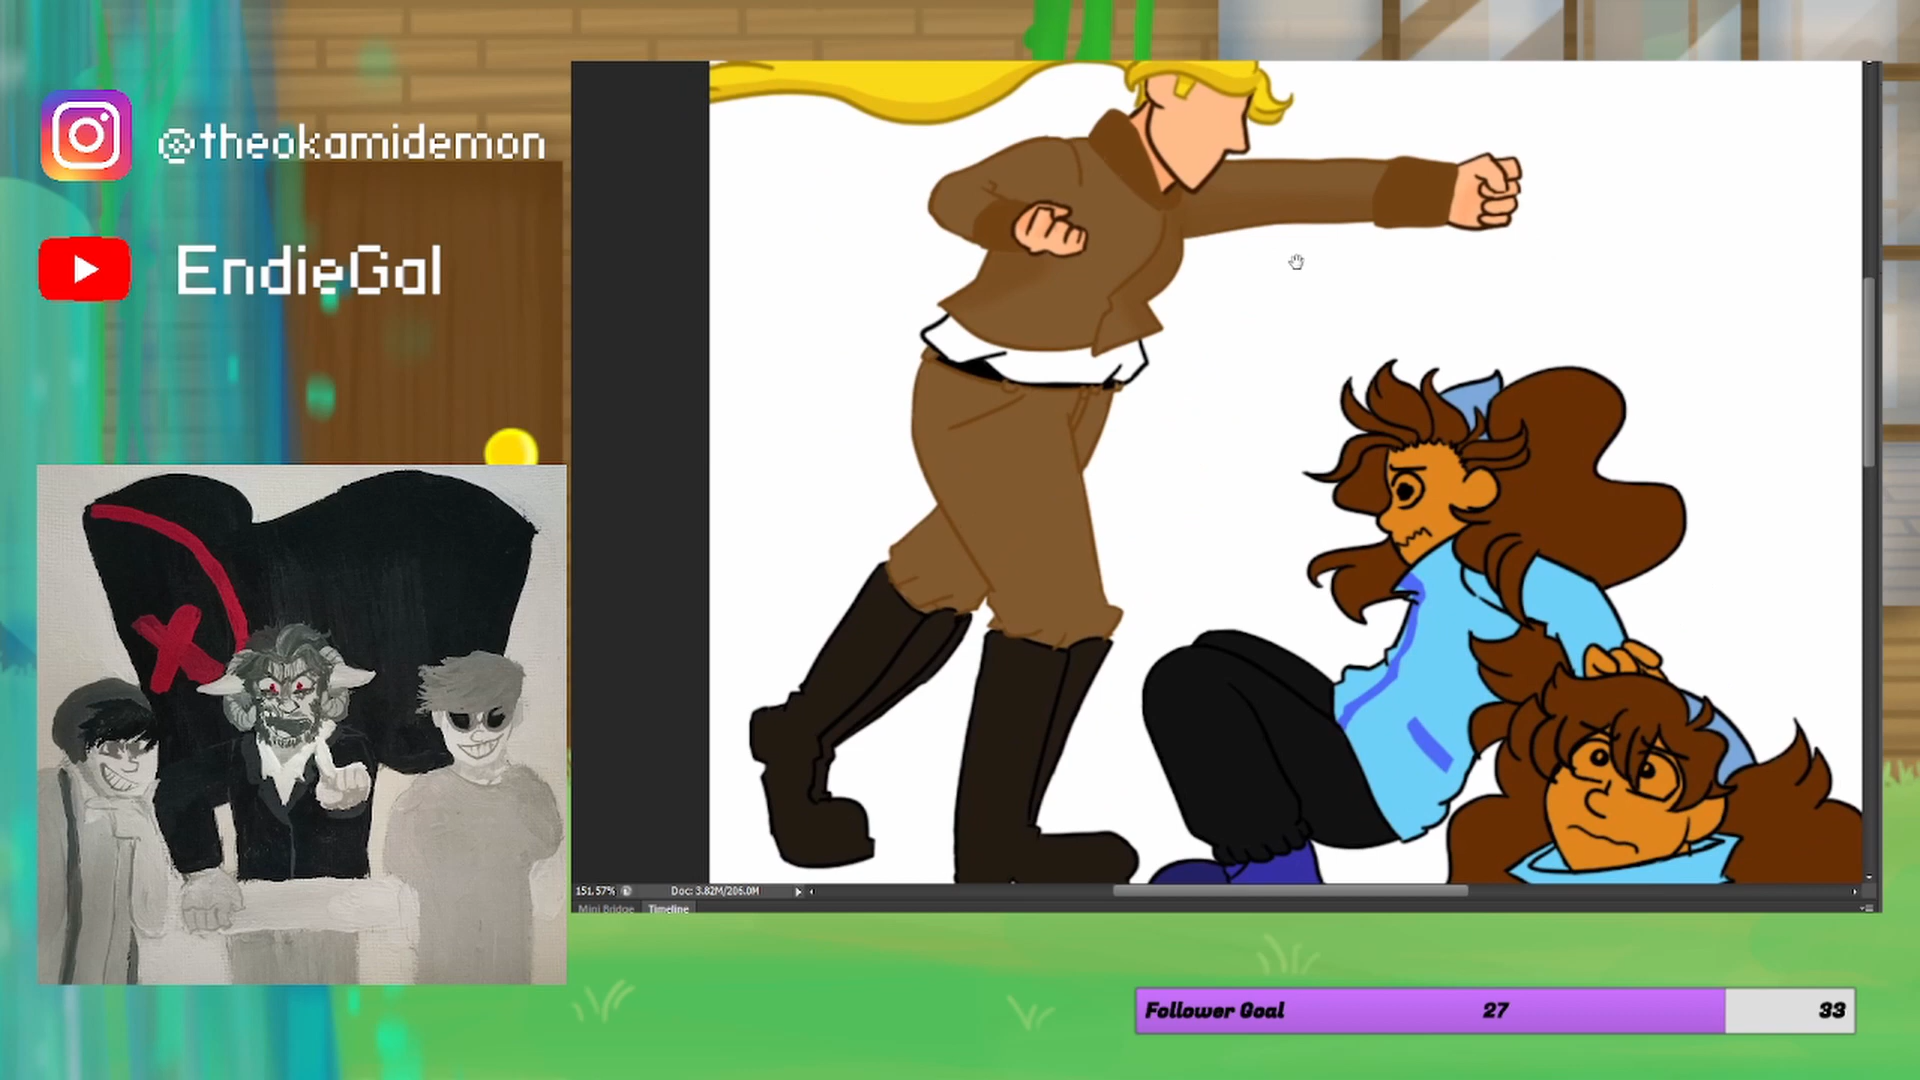 @theokamidemon
EndieGal
151.57% Doc: 3.82M/206.0M
Mini Bridge Timeline
Follower Goal 27 33